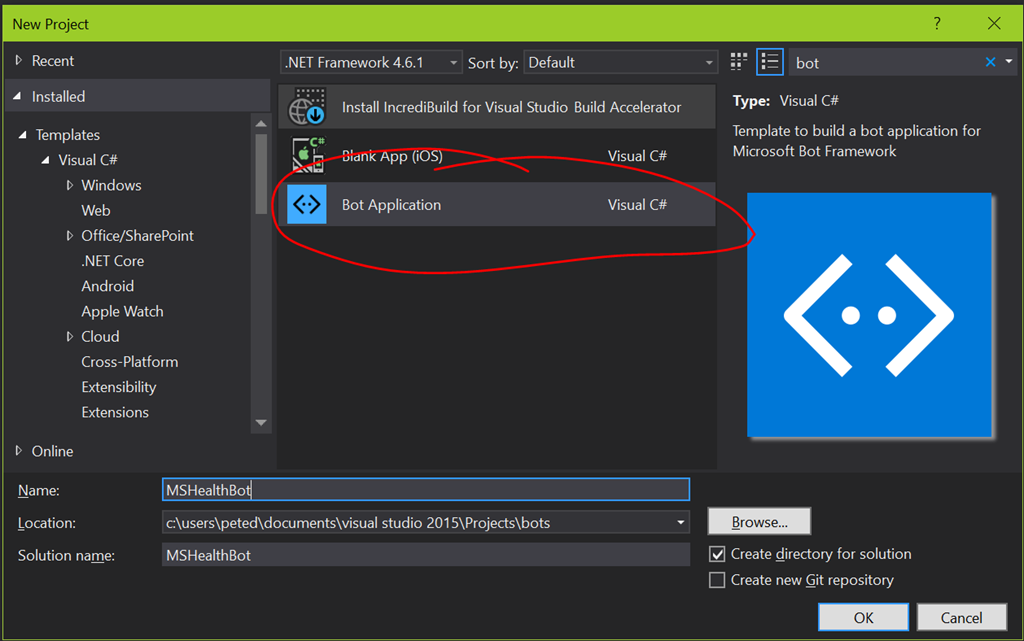 New Project
?
Recent
.NET Framework 4.6.1
Sort by: Default
bot
Installed
Templates
Visual C#
Windows
Web
Office/SharePoint
.NET Core
Android
Apple Watch
Cloud
Cross-Platform
Extensibility
Extensions
Online
Install IncrediBuild for Visual Studio Build Accelerator
C#
Blank App (iOS) Visual C#
Bot Application Visual C#
Type: Visual C#
Template to build a bot application for
Microsoft Bot Framework
Name: MSHealthBot
Location: c:\users\peted\documents\visual studio 2015\Projects\bots
Browse...
Solution name: MSHealthBot
Create directory for solution
Create new Git repository
OK Cancel